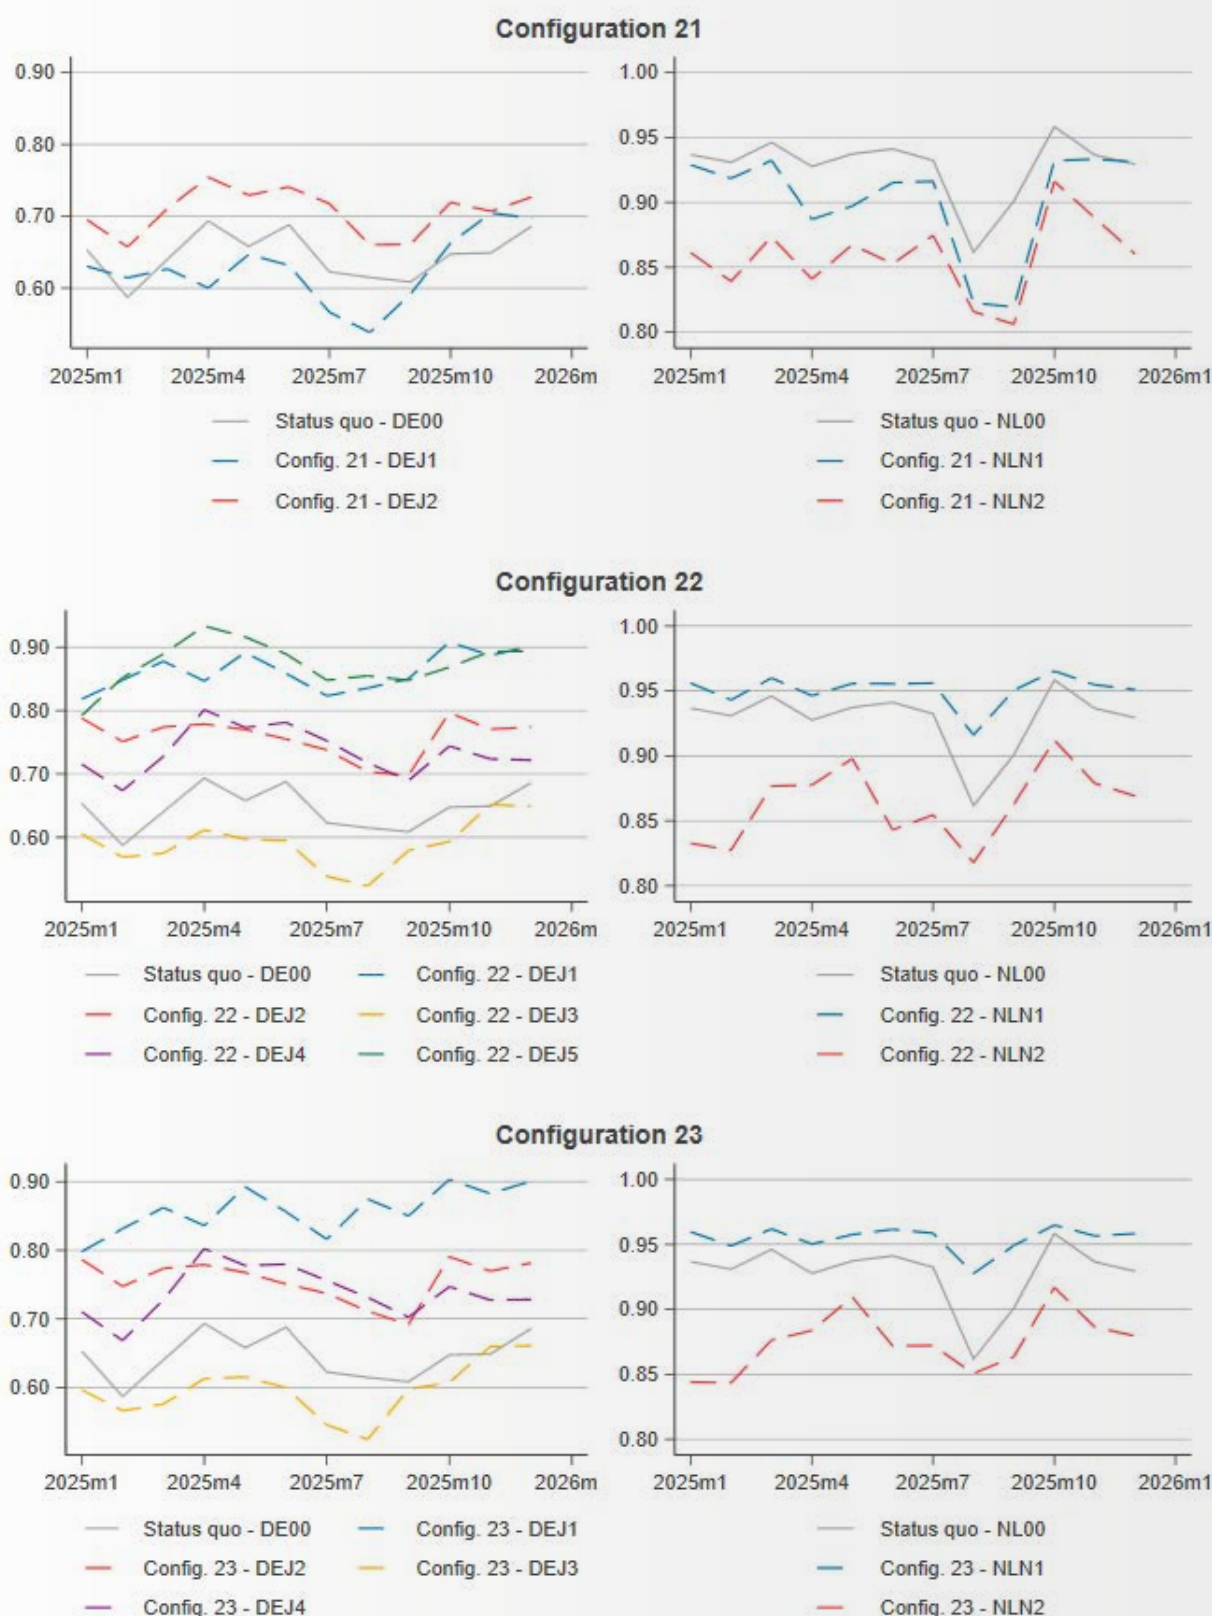 Configuration 21
0.90
0.80
0.70
0.60
2025m1 2025m4 2025m7 2025m10 2026m
Status quo - DE00
Config. 21 - DEJ1
Config. 21 - DEJ2
1.00
0.95
0.90
0.85
0.80
2025m1 2025m4 2025m7 2025m10 2026m1
Status quo - NL00
Config. 21 - NLN1
Config. 21 - NLN2
Configuration 22
0.90
0.80
0.70
0.60
2025m1 2025m4 2025m7 2025m10 2026m
Status quo - DE00 Config. 22 - DEJ1
Config. 22 - DEJ2 Config. 22 - DEJ3
Config. 22 - DEJ4 Config. 22 - DEJ5
1.00
0.95
0.90
0.85
0.80
2025m1 2025m4 2025m7 2025m10 2026m1
Status quo - NL00
Config. 22 - NLN1
Config. 22 - NLN2
Configuration 23
0.90
0.80
0.70
0.60
2025m1 2025m4 2025m7 2025m10 2026m
Status quo - DE00 Config. 23 - DEJ1
Config. 23 - DEJ2 Config. 23 - DEJ3
Config. 23 - DEJ4
1.00
0.95
0.90
0.85
0.80
2025m1 2025m4 2025m7 2025m10 2026m1
Status quo - NL00
Config. 23 - NLN1
Config. 23 - NLN2